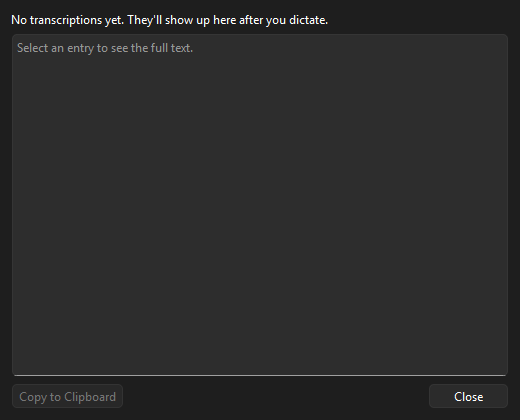 No transcriptions yet. They'll show up here after you dictate.
Select an entry to see the full text.
Copy to Clipboard
Close